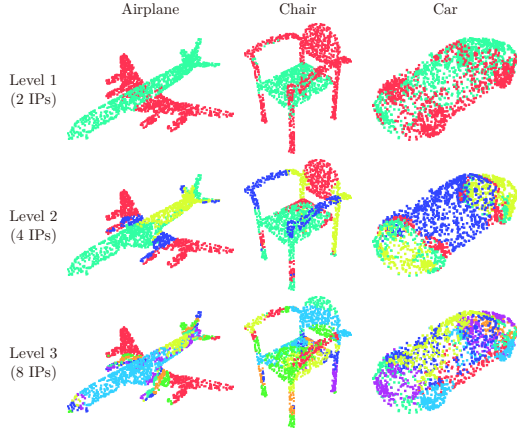 Airplane Chair Car
Level 1
(2 IPs)
Level 2
(4 IPs)
Level 3
(8 IPs)